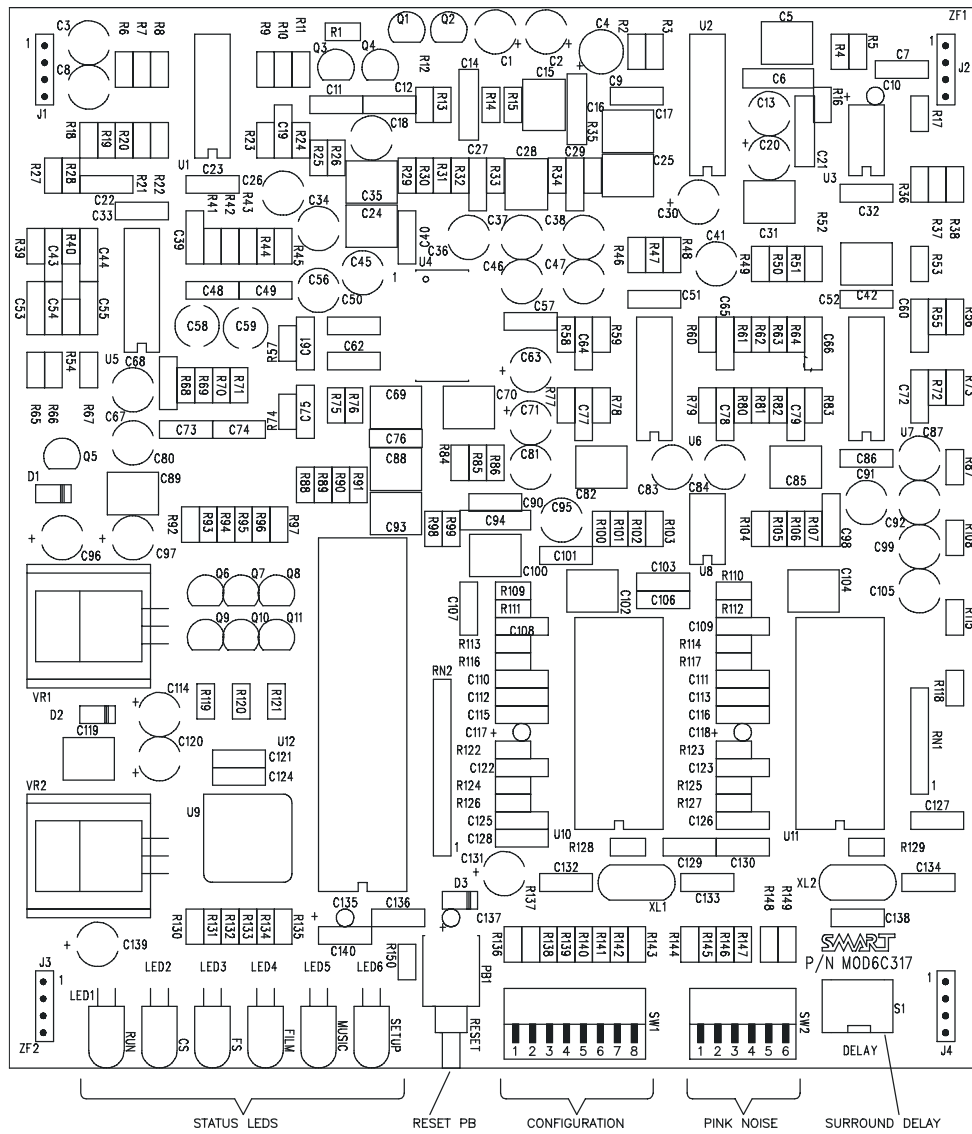 C3 R6 R7 R8 R9 R10 R11 R1 Q1 Q2 C4 R2 R3 U2 C5 ZF1
1 Q3 Q4 C1 C2 R4 R5 C7 1 J2
C8 R12 C14 C15 C9 C6 C10
J1 C11 C12 R13 R14 R15 C16 C17 C13 R16 R17
R18 R19 R20 R23 C19 R24 C18 R35 C20 C21
R27 R28 R21 R22 U1 C23 C26 R25 R26 C35 R29 R30 R31 R32 C27 R33 C28 R34 C29 C25 U3 R36
C22 C33 R41 R42 R43 C34 C24 C30 C32
R39 C43 R40 C44 C39 R44 R45 C40 C36 C37 C38 R46 R47 R48 C41 C31 R52 R37 R38
C45 U4 C46 C47 R49 R50 R51 R53
C53 C54 C55 C48 C49 C56 C50 1 C51 C52 C42
C58 C59 R57 C61 C57 R58 C64 R59 R60 C65 R61 R62 R63 R64 C66 C60 R55 R56
R54 U5 C68 C62 C63
R65 R66 R67 C67 R68 R69 R70 R71 R74 C75 R75 R76 C69 C70 C71 R77 C77 R78 R79 C78 R80 R81 R82 C79 R83 C72 R72 R73
C73 C74 C76
Q5 C80 C88 R84 R85 R86 C81 C82 C83 U6 C84 C85 C86 U7 C87
D1 C89 R88 R89 R90 R91 C90 C91 R87
R92 R93 R94 R95 R96 R97 C93 R98 R99 C94 C95 R100 R101 R102 R103 R104 R105 R106 R107 C98 C92 R108
C96 C97 C101 C99
C100 C103 U8
Q6 Q7 Q8 R109 C102 C106 R110 C104 C105
Q9 Q10 Q11 C107 R111 R112 R115
C108 C109
R113 R114
RN2 R116 R117
VR1 R119 R120 R121 C110 C111 R118
C114 C112 C113
D2 C115 C116
C119 C120 U12 C117 C118 RN1
C121 R122 R123
C124 C122 C123
VR2 R124 R125 1
U9 R126 R127
C125 C126 C127
C128 U10 U11
1 C131 R128 C129 C130 R129
D3 R137 C132 XL1 C133 XL2 C134
C135 C136 C137 R148 R149 C138
R130 R131 R132 R133 R134 R135 C140 R136 R138 R139 R140 R141 R142 R143 R144 R145 R146 R147 SMART
C139 R150 P/N MOD6C317
J3 1 LED2 LED3 LED4 LED5 LED6 PB1
LED1 SW1 SW2 S1
RUN CS FS FILM MUSIC SETUP RESET
ZF2 1 2 3 4 5 6 7 8 1 2 3 4 5 6 DELAY J4
STATUS LEDS RESET PB CONFIGURATION PINK NOISE SURROUND DELAY